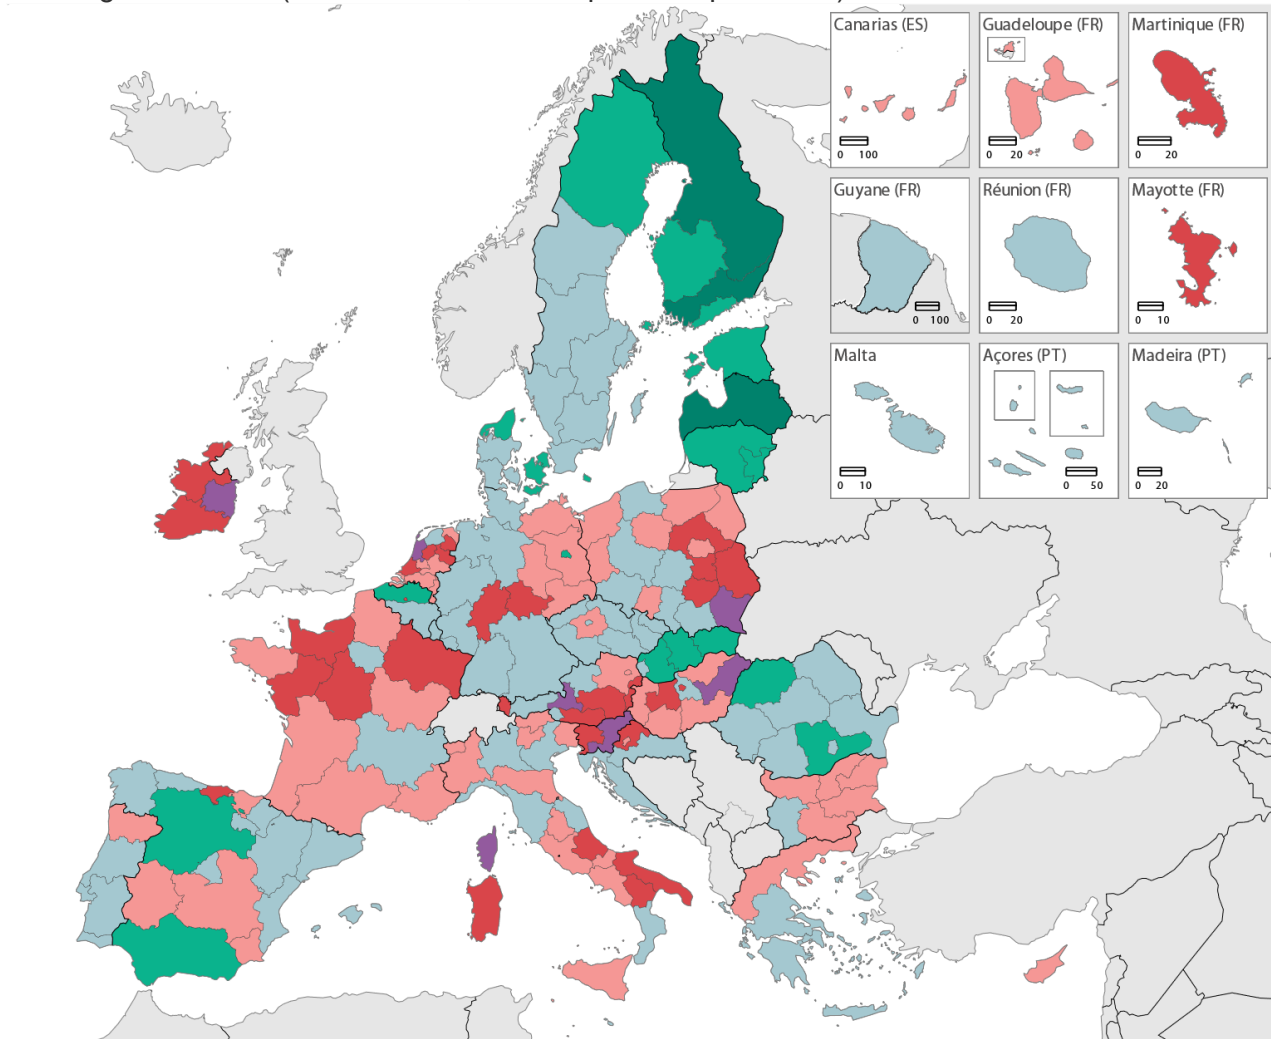 Canarias (ES)
0 100
Guadeloupe (FR)
0 20
Martinique (FR)
0 20
Guyane (FR)
0 100
Réunion (FR)
0 20
Mayotte (FR)
0 10
Malta
0 10
Açores (PT)
0 50
Madeira (PT)
0 20